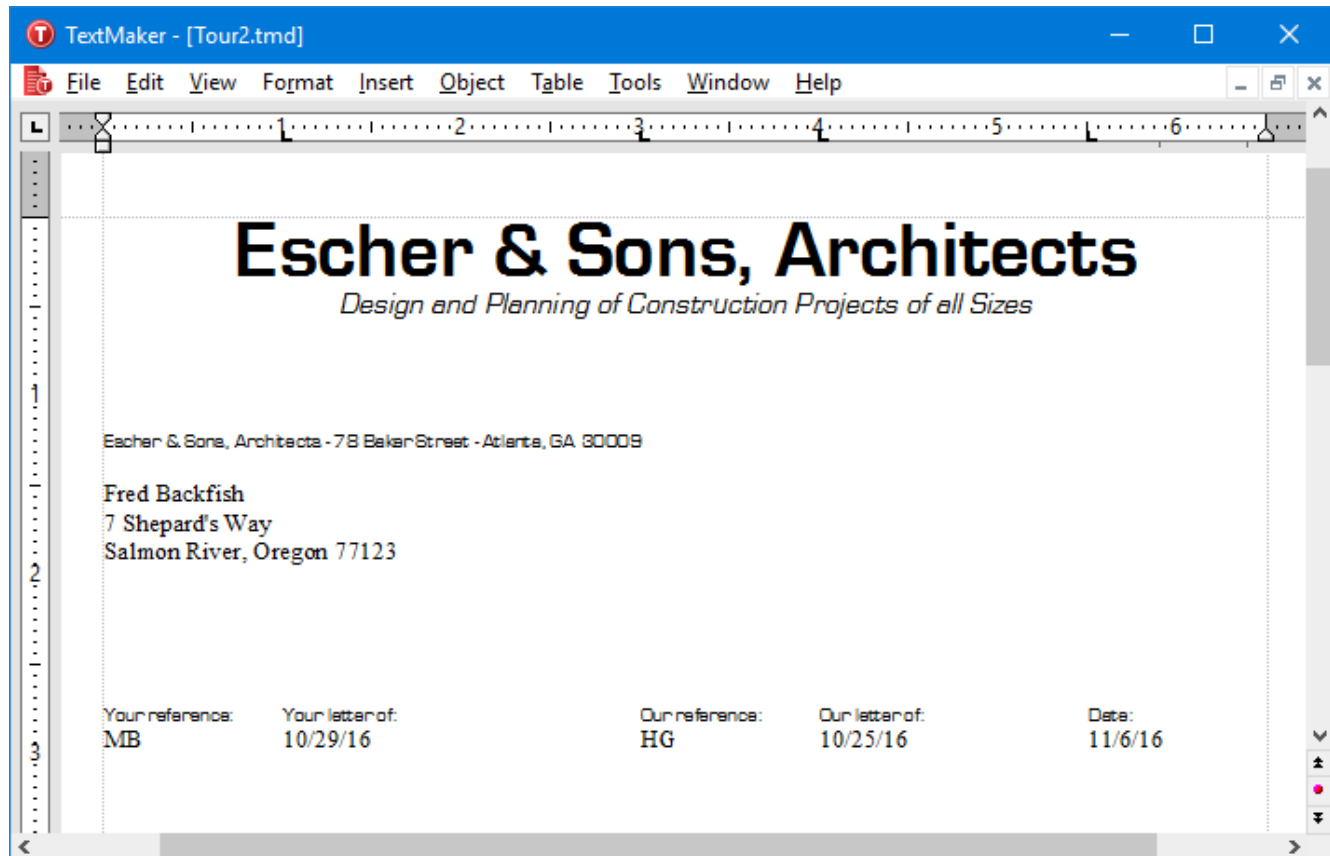 TextMaker - [Tour2.tmd]
File Edit View Format Insert Object Table Tools Window Help
1 2 3 4 5 6
Escher & Sons, Architects
Design and Planning of Construction Projects of all Sizes
1
Escher & Sons, Architects - 78 Baker Street - Atlanta, GA 30009
Fred Backfish
7 Shepard's Way
Salmon River, Oregon 77123
2
Your reference: Your letter of: Our reference: Our letter of: Date:
MB 10/29/16 HG 10/25/16 11/6/16
3